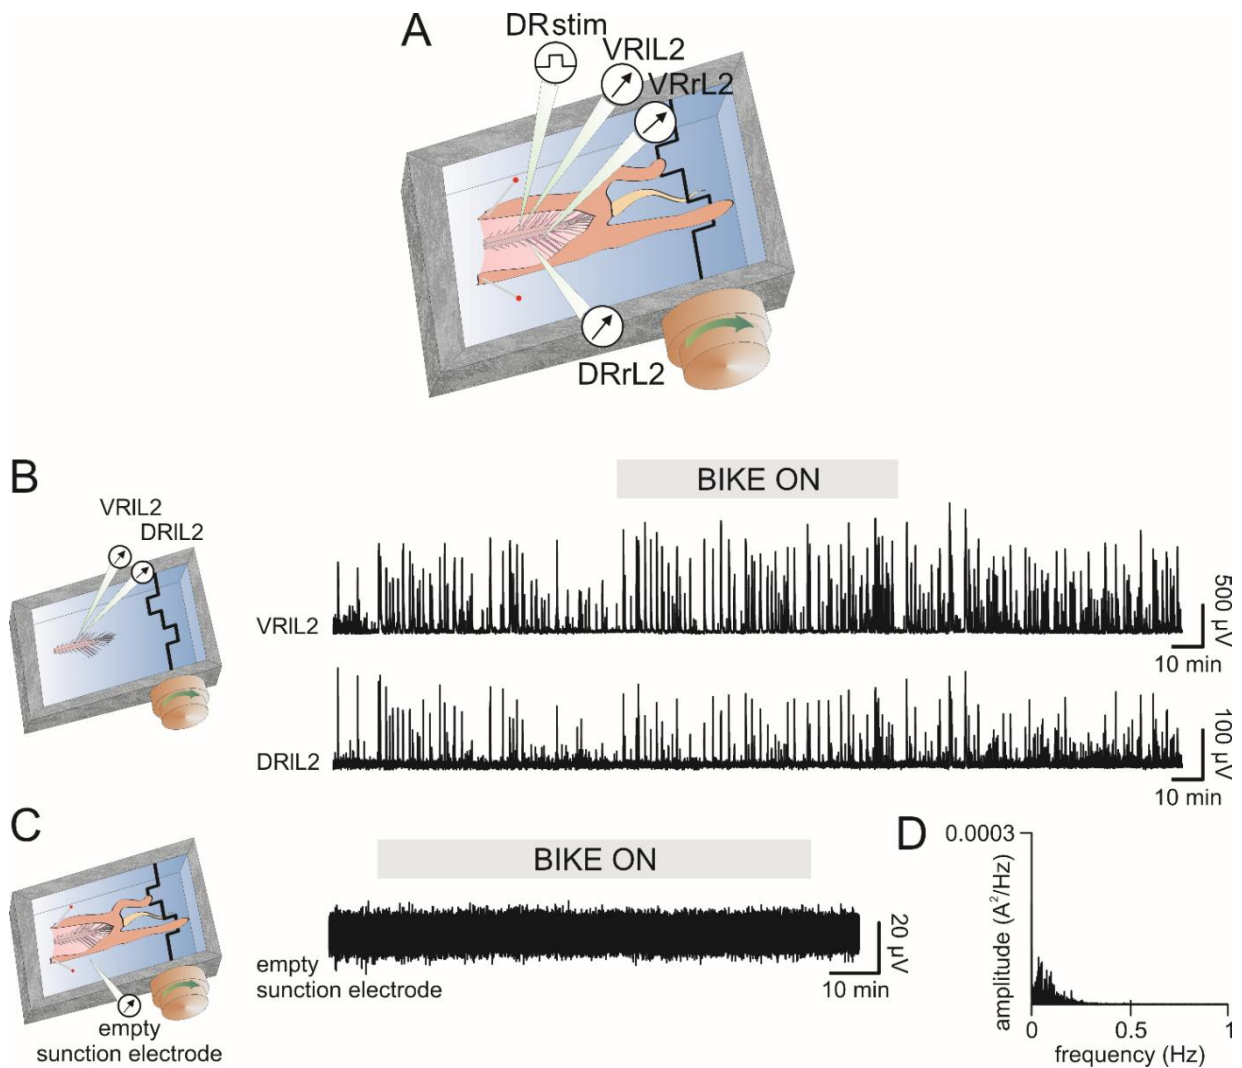 A
DRstim
VRlL2
VRrL2
DRrL2
B
VRlL2
DRlL2
BIKE ON
VRlL2
500 µV
10 min
DRlL2
100 µV
10 min
C
empty
sunction electrode
BIKE ON
empty
sunction electrode
20 µV
10 min
D
0.0003
amplitude (A²/Hz)
0
0.5
1
frequency (Hz)